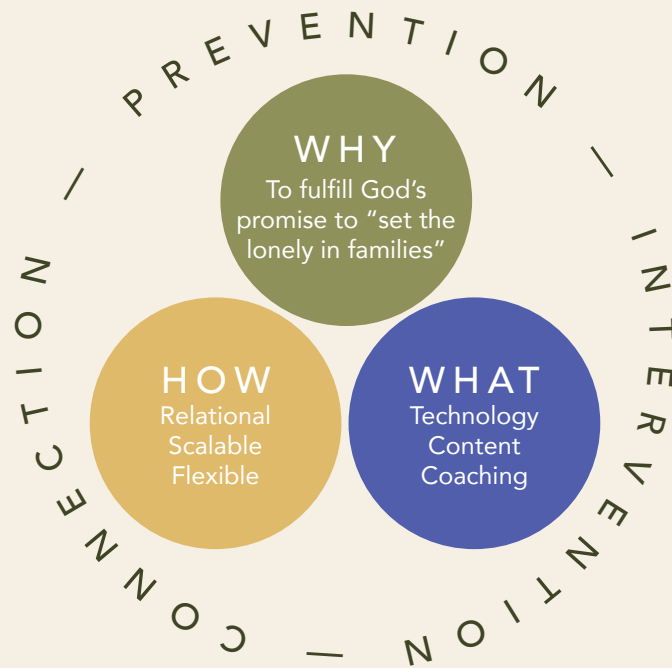 PREVENTION — INTERVENTION — CONNECTION —
WHY
To fulfill God’s
promise to “set the
lonely in families”
HOW
Relational
Scalable
Flexible
WHAT
Technology
Content
Coaching